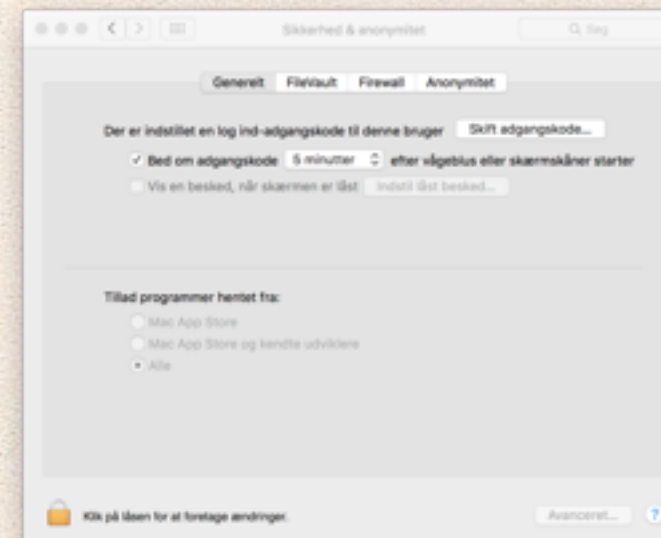 Sikkerhed & anonymitet
Søg
Generelt FileVault Firewall Anonymitet
Der er indstillet en log ind-adgangskode til denne bruger Skift adgangskode...
Bed om adgangskode 5 minutter efter vågeblus eller skærmskåner starter
Vis en besked, når skærmen er låst Indstil låst besked...
Tillad programmer hentet fra:
Mac App Store
Mac App Store og kendte udviklere
Alle
Klik på låsen for at foretage ændringer. Avanceret... ?